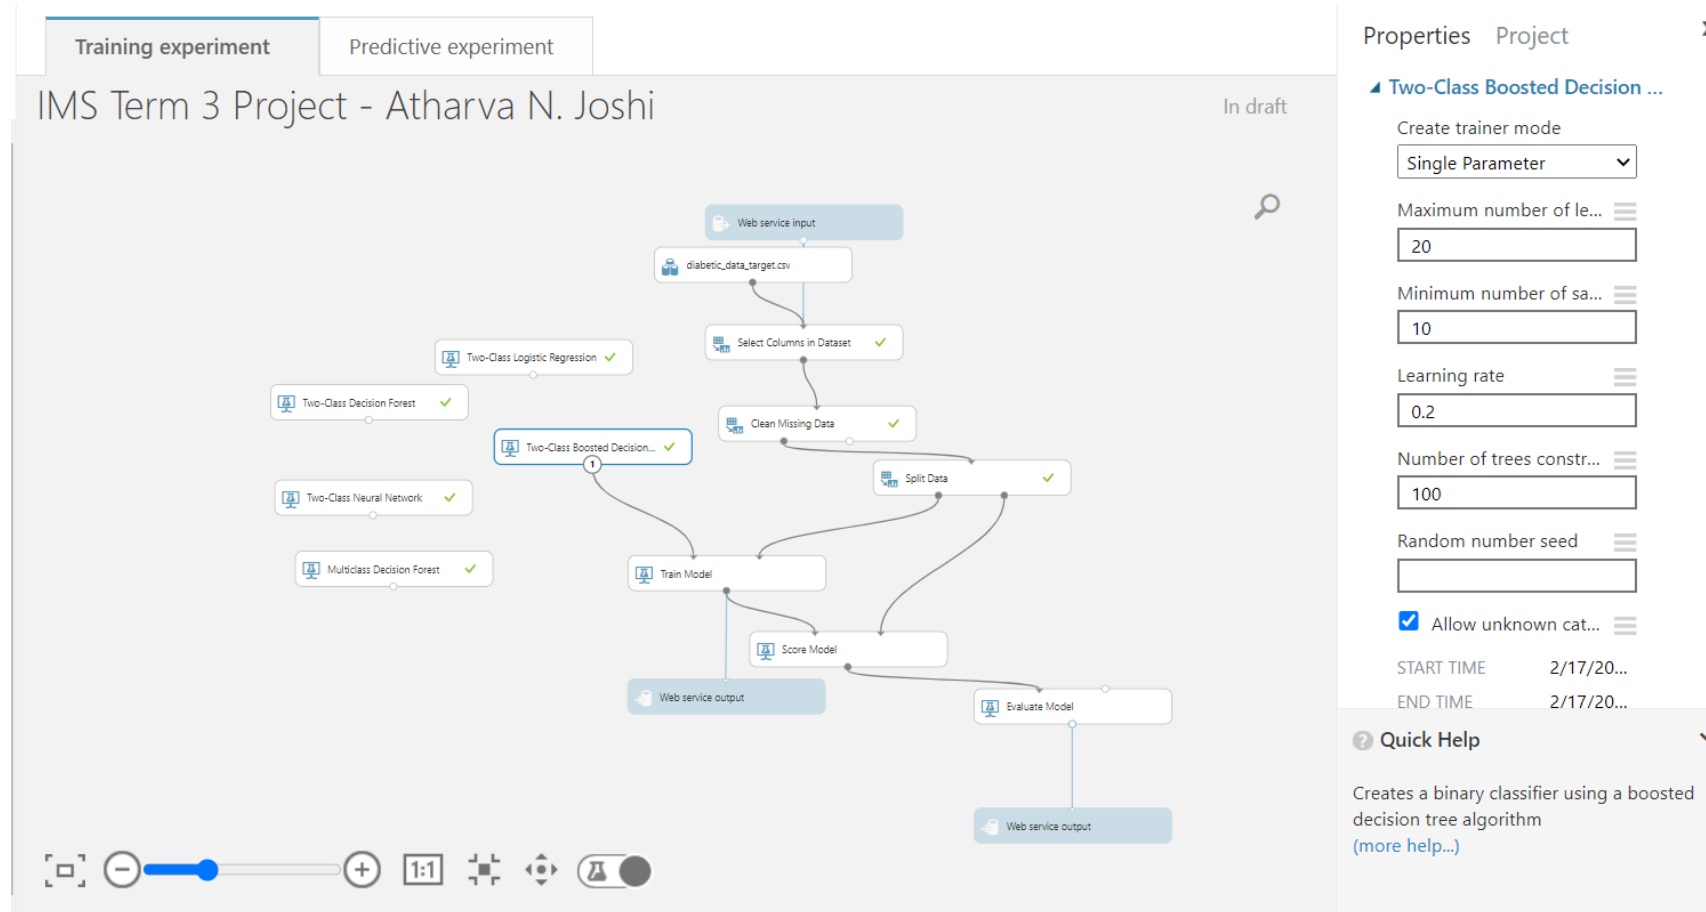 Training experiment
Predictive experiment
IMS Term 3 Project - Atharva N. Joshi
In draft
Web service input
diabetic_data_target.csv
Select Columns in Dataset
Two-Class Logistic Regression
Two-Class Decision Forest
Clean Missing Data
Two-Class Boosted Decision...
1
Split Data
Two-Class Neural Network
Multiclass Decision Forest
Train Model
Score Model
Web service output
Evaluate Model
Web service output
1:1
Properties Project
Two-Class Boosted Decision ...
Create trainer mode
Single Parameter
Maximum number of le...
20
Minimum number of sa...
10
Learning rate
0.2
Number of trees constr...
100
Random number seed
Allow unknown cat...
START TIME 2/17/20...
END TIME 2/17/20...
? Quick Help
Creates a binary classifier using a boosted
decision tree algorithm
(more help...)